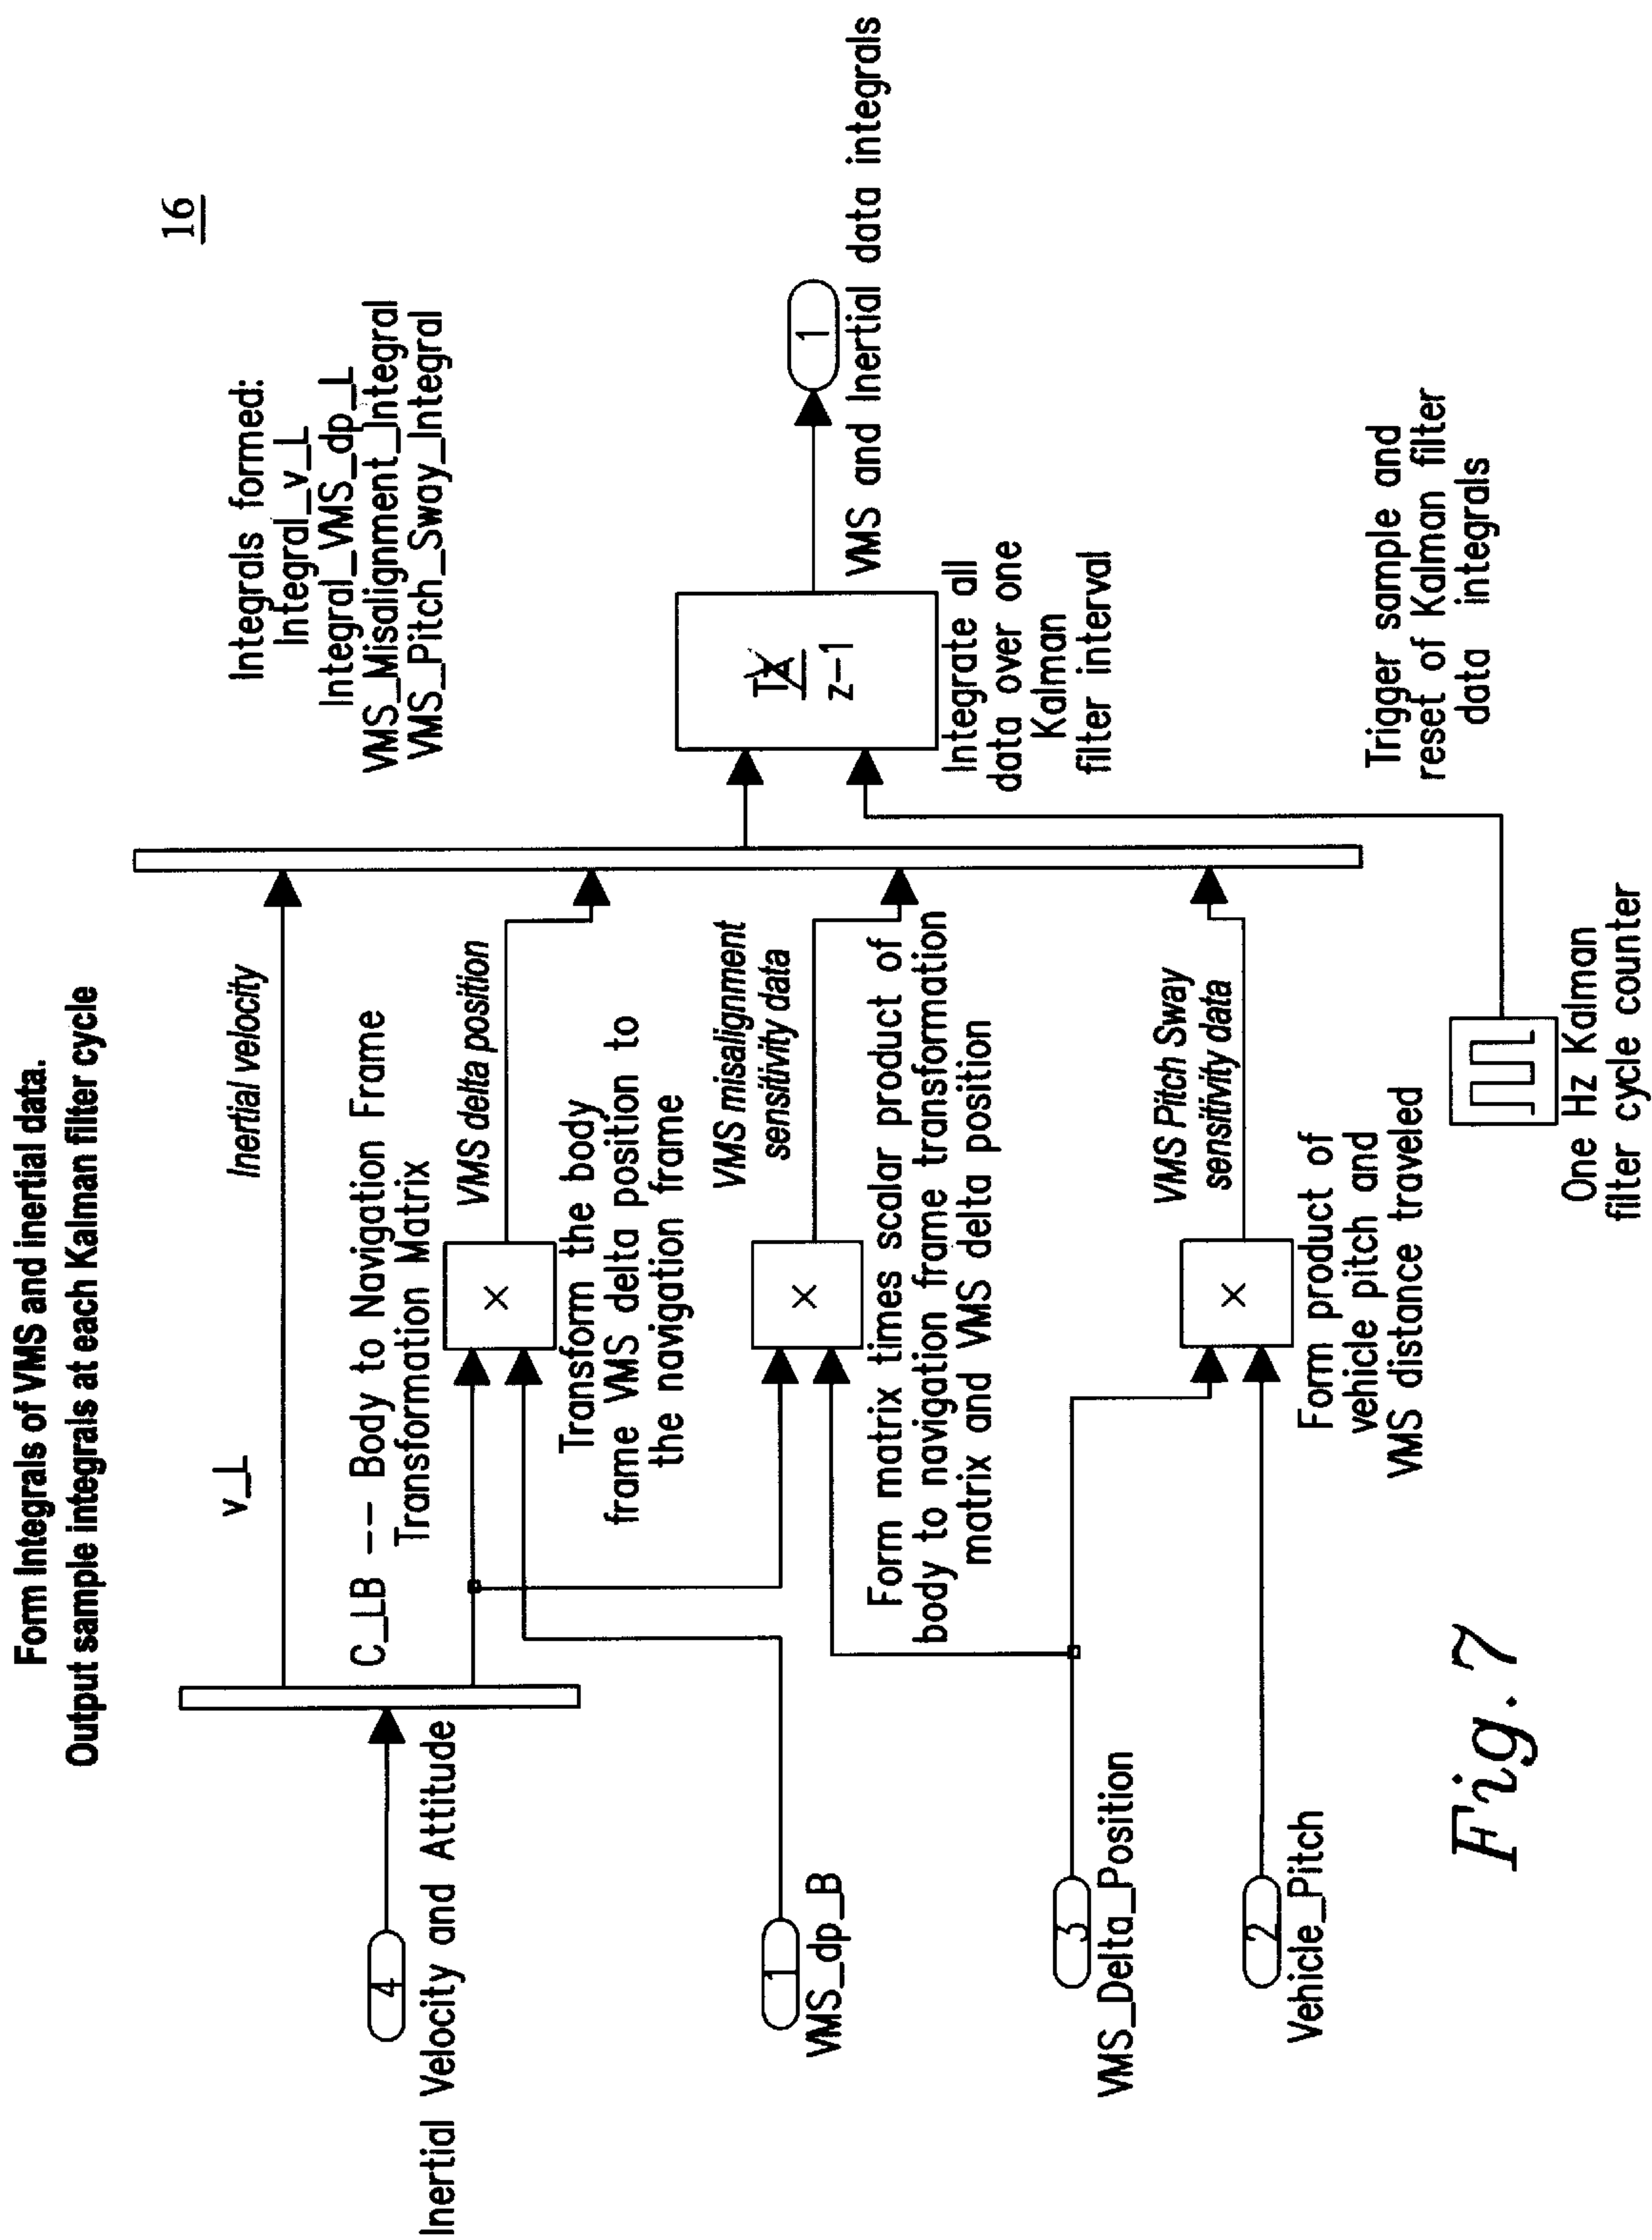 Form Integrals of VMS and inertial data.
Output sample integrals at each Kalman filter cycle
16
Integrals formed:
Integral_v_L
Integral_VMS_dp_L
VMS_Misalignment_Integral
VMS_Pitch_Sway_Integral
v_L
Inertial velocity
4
Inertial Velocity and Attitude
C_LB -- Body to Navigation Frame
Transformation Matrix
VMS delta position
×
Transform the body
frame VMS delta position to
the navigation frame
1
VMS_dp_B
VMS misalignment
sensitivity data
×
Form matrix times scalar product of
body to navigation frame transformation
matrix and VMS delta position
z-1
Integrate all
data over one
Kalman
filter interval
1
VMS and Inertial data integrals
3
VMS_Delta_Position
VMS Pitch Sway
sensitivity data
×
Form product of
vehicle pitch and
VMS distance traveled
2
Vehicle_Pitch
Trigger sample and
reset of Kalman filter
data integrals
One Hz Kalman
filter cycle counter
Fig. 7